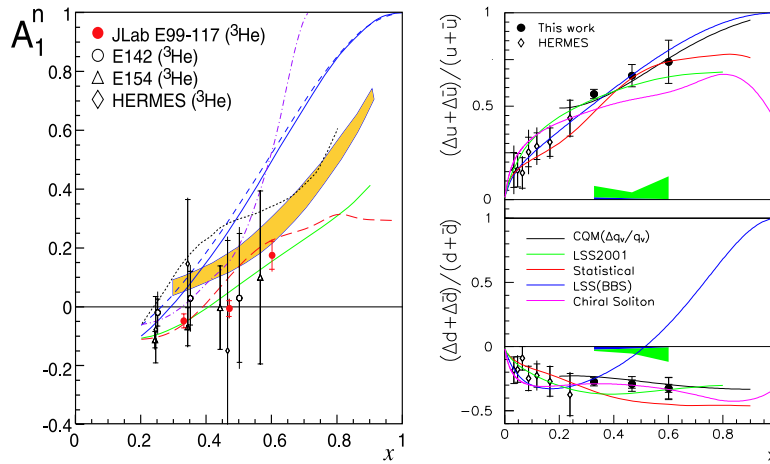 A₁ⁿ
JLab E99-117 (³He)
E142 (³He)
E154 (³He)
HERMES (³He)
1
0.8
0.6
0.4
0.2
0
-0.2
-0.4
0
0.2
0.4
0.6
0.8
1
x
(Δu+Δū) / (u+ū)
1
0.5
0
This work
HERMES
(Δd+Δd̄) / (d+d̄)
1
0.5
0
-0.5
CQM(Δqᵥ/qᵥ)
LSS2001
Statistical
LSS(BBS)
Chiral Soliton
0
0.2
0.4
0.6
0.8